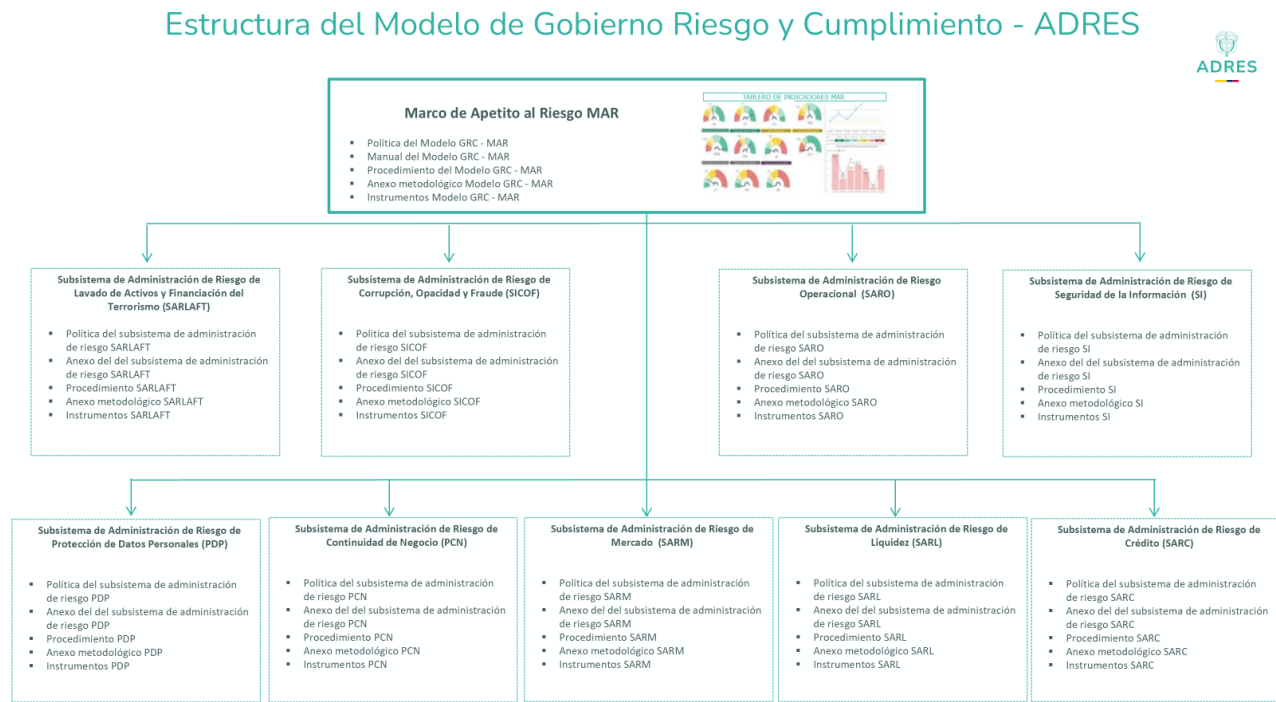 Estructura del Modelo de Gobierno Riesgo y Cumplimiento - ADRES
ADRES
Marco de Apetito al Riesgo MAR
▪ Política del Modelo GRC - MAR
▪ Manual del Modelo GRC - MAR
▪ Procedimiento del Modelo GRC - MAR
▪ Anexo metodológico Modelo GRC - MAR
▪ Instrumentos Modelo GRC - MAR
TABLERO DE INDICADORES MAR
Subsistema de Administración de Riesgo de
Lavado de Activos y Financiación del
Terrorismo (SARLAFT)
▪ Política del subsistema de administración
de riesgo SARLAFT
▪ Anexo del del subsistema de administración
de riesgo SARLAFT
▪ Procedimiento SARLAFT
▪ Anexo metodológico SARLAFT
▪ Instrumentos SARLAFT
Subsistema de Administración de Riesgo de
Corrupción, Opacidad y Fraude (SICOF)
▪ Política del subsistema de administración
de riesgo SICOF
▪ Anexo del del subsistema de administración
de riesgo SICOF
▪ Procedimiento SICOF
▪ Anexo metodológico SICOF
▪ Instrumentos SICOF
Subsistema de Administración de Riesgo
Operacional (SARO)
▪ Política del subsistema de administración
de riesgo SARO
▪ Anexo del del subsistema de administración
de riesgo SARO
▪ Procedimiento SARO
▪ Anexo metodológico SARO
▪ Instrumentos SARO
Subsistema de Administración de Riesgo de
Seguridad de la Información (SI)
▪ Política del subsistema de administración
de riesgo SI
▪ Anexo del del subsistema de administración
de riesgo SI
▪ Procedimiento SI
▪ Anexo metodológico SI
▪ Instrumentos SI
Subsistema de Administración de Riesgo de
Protección de Datos Personales (PDP)
▪ Política del subsistema de administración
de riesgo PDP
▪ Anexo del del subsistema de administración
de riesgo PDP
▪ Procedimiento PDP
▪ Anexo metodológico PDP
▪ Instrumentos PDP
Subsistema de Administración de Riesgo de
Continuidad de Negocio (PCN)
▪ Política del subsistema de administración
de riesgo PCN
▪ Anexo del del subsistema de administración
de riesgo PCN
▪ Procedimiento PCN
▪ Anexo metodológico PCN
▪ Instrumentos PCN
Subsistema de Administración de Riesgo de
Mercado (SARM)
▪ Política del subsistema de administración
de riesgo SARM
▪ Anexo del del subsistema de administración
de riesgo SARM
▪ Procedimiento SARM
▪ Anexo metodológico SARM
▪ Instrumentos SARM
Subsistema de Administración de Riesgo de
Liquidez (SARL)
▪ Política del subsistema de administración
de riesgo SARL
▪ Anexo del del subsistema de administración
de riesgo SARL
▪ Procedimiento SARL
▪ Anexo metodológico SARL
▪ Instrumentos SARL
Subsistema de Administración de Riesgo de
Crédito (SARC)
▪ Política del subsistema de administración
de riesgo SARC
▪ Anexo del del subsistema de administración
de riesgo SARC
▪ Procedimiento SARC
▪ Anexo metodológico SARC
▪ Instrumentos SARC